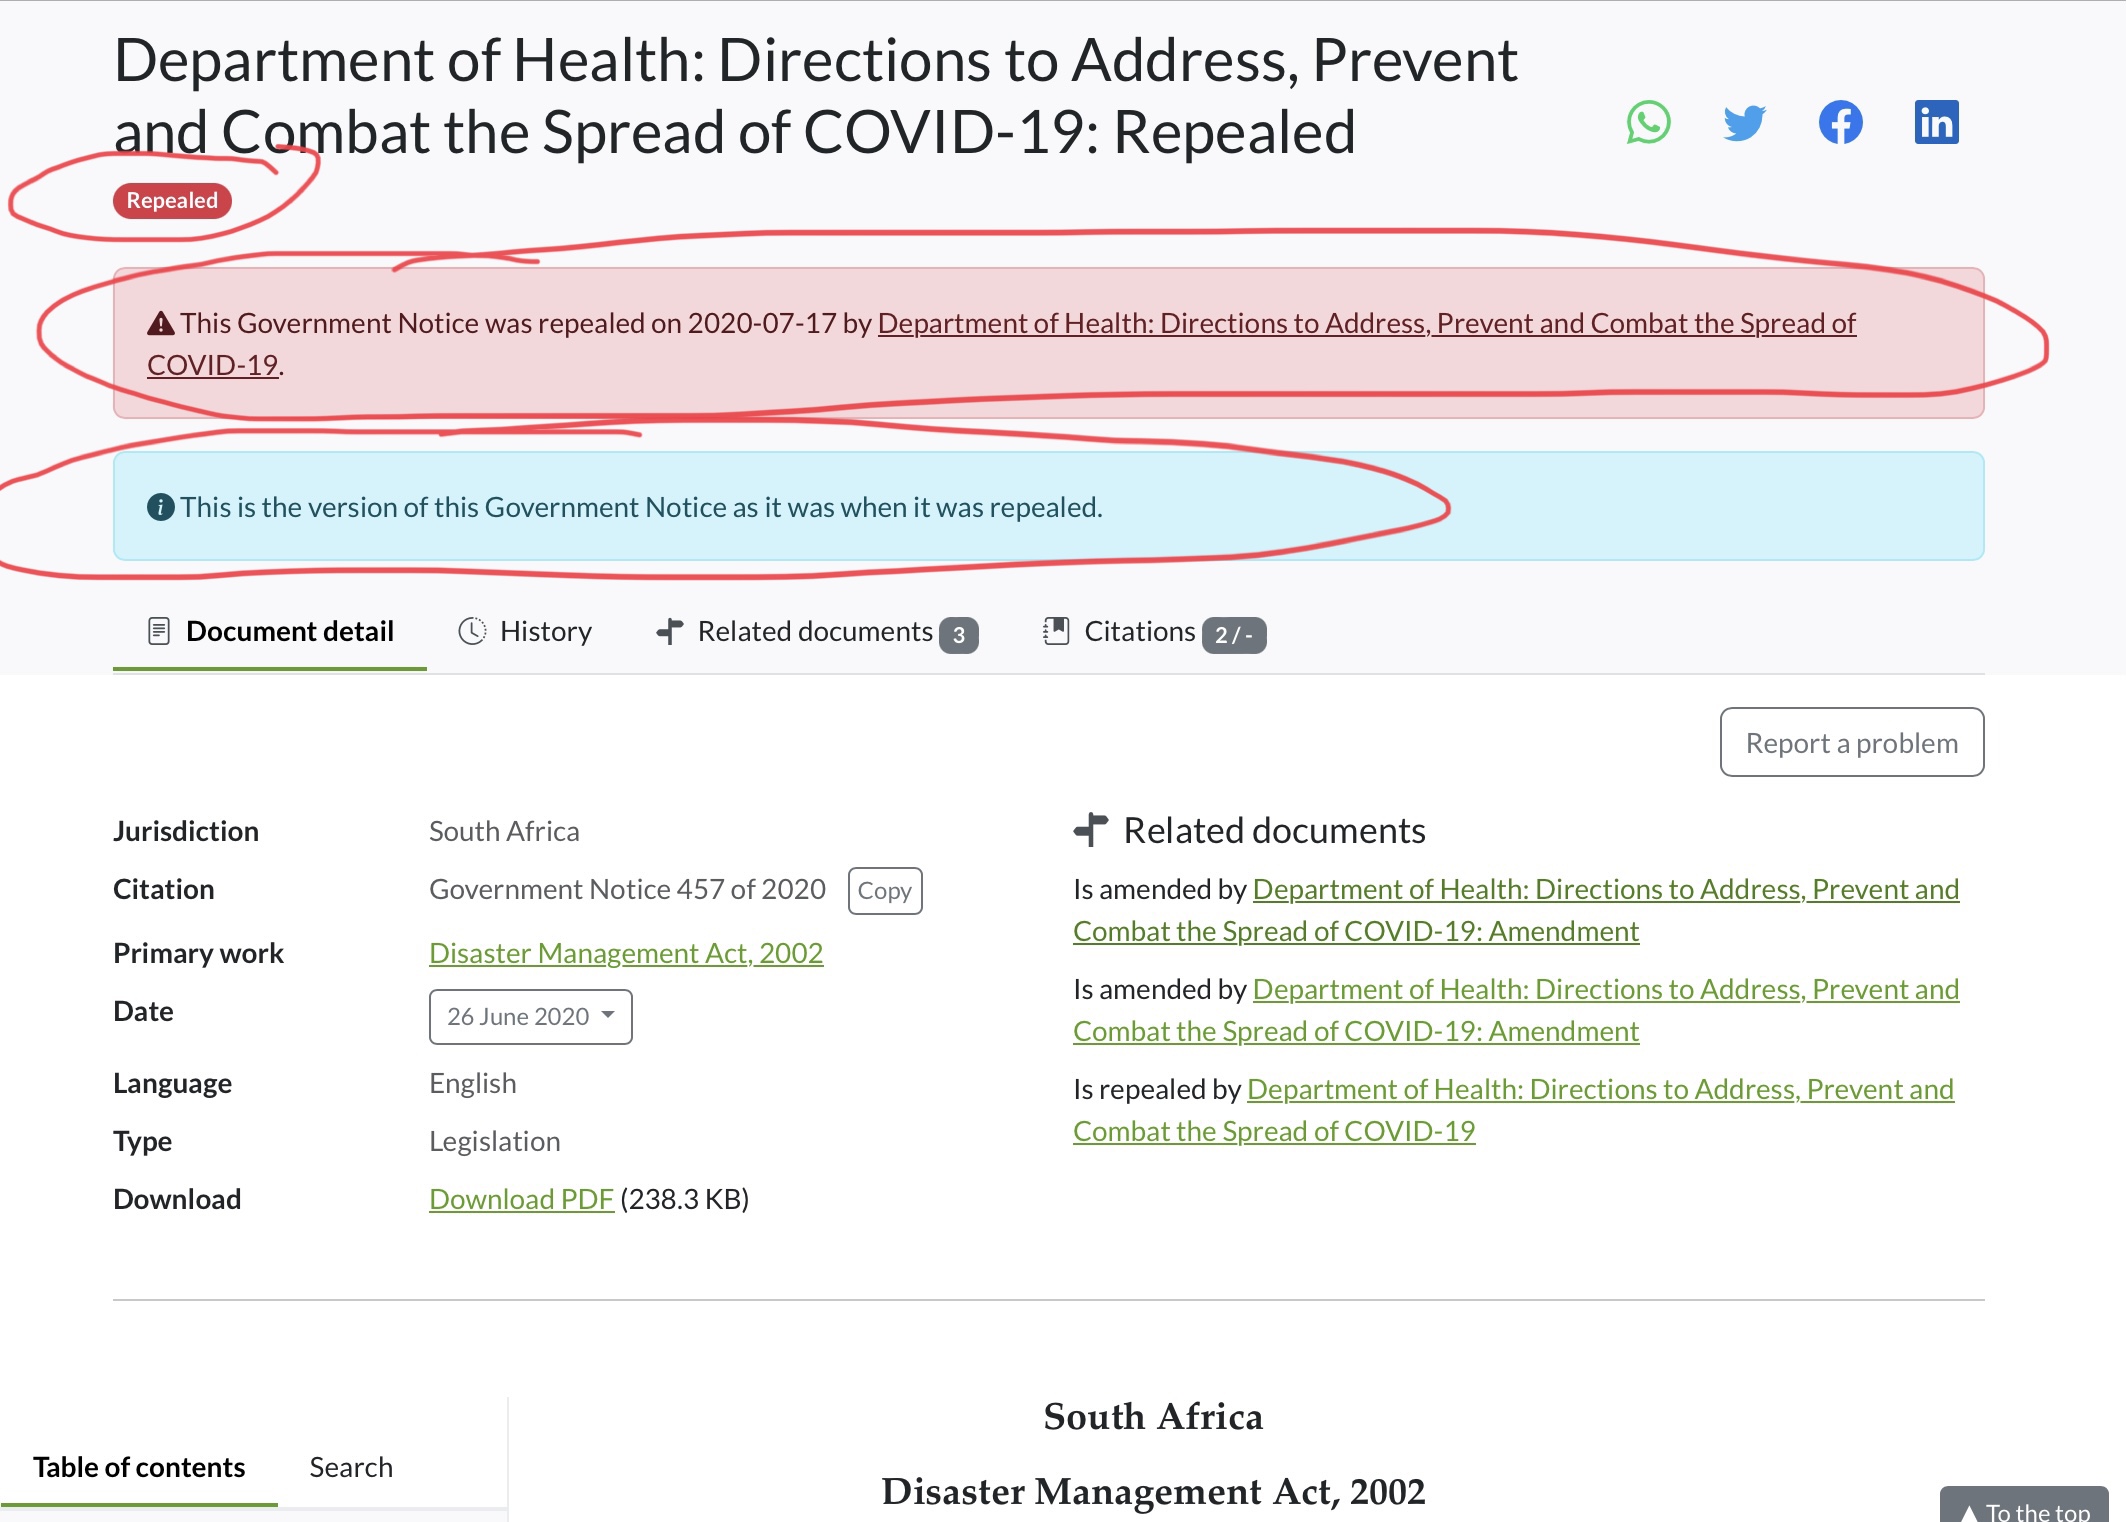 Department of Health: Directions to Address, Prevent
and Combat the Spread of COVID-19: Repealed
Repealed
This Government Notice was repealed on 2020-07-17 by Department of Health: Directions to Address, Prevent and Combat the Spread of
COVID-19.
This is the version of this Government Notice as it was when it was repealed.
Document detail History Related documents 3 Citations 2 / -
Report a problem
Jurisdiction South Africa
Citation Government Notice 457 of 2020 Copy
Primary work Disaster Management Act, 2002
Date 26 June 2020
Language English
Type Legislation
Download Download PDF (238.3 KB)
Related documents
Is amended by Department of Health: Directions to Address, Prevent and
Combat the Spread of COVID-19: Amendment
Is amended by Department of Health: Directions to Address, Prevent and
Combat the Spread of COVID-19: Amendment
Is repealed by Department of Health: Directions to Address, Prevent and
Combat the Spread of COVID-19
Table of contents Search
South Africa
Disaster Management Act, 2002
To the top